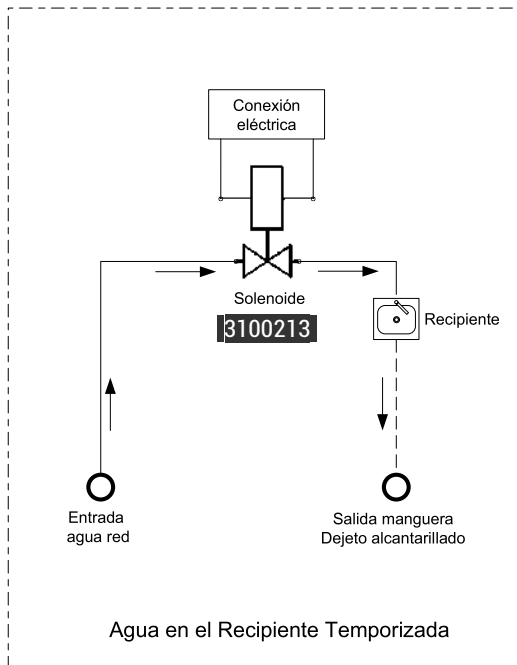 Conexión
eléctrica
Solenoide
3100213
Recipiente
Entrada
agua red
Salida manguera
Dejeto alcantarillado
Agua en el Recipiente Temporizada